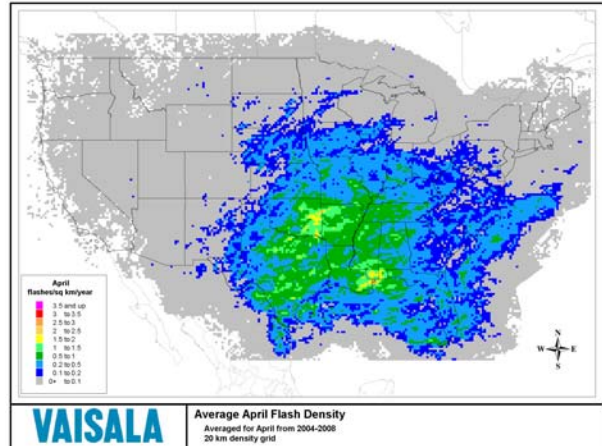 April
flashes/sq km/year
3.5 and up
3 to 3.5
2.5 to 3
2 to 2.5
1.5 to 2
1 to 1.5
0.5 to 1
0.2 to 0.5
0.1 to 0.2
0+ to 0.1
N
W E
S
VAISALA
Average April Flash Density
Averaged for April from 2004-2008
20 km density grid